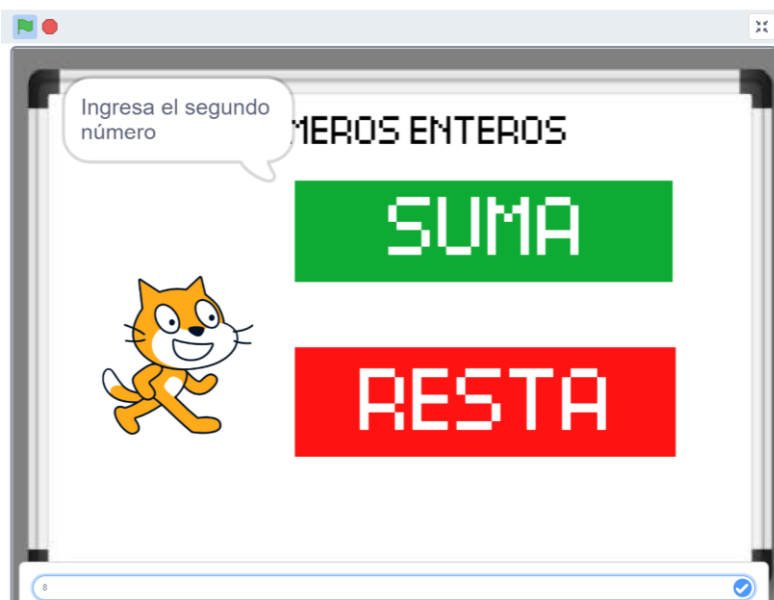 Ingresa el segundo
número
MEROS ENTEROS
SUMA
RESTA
8